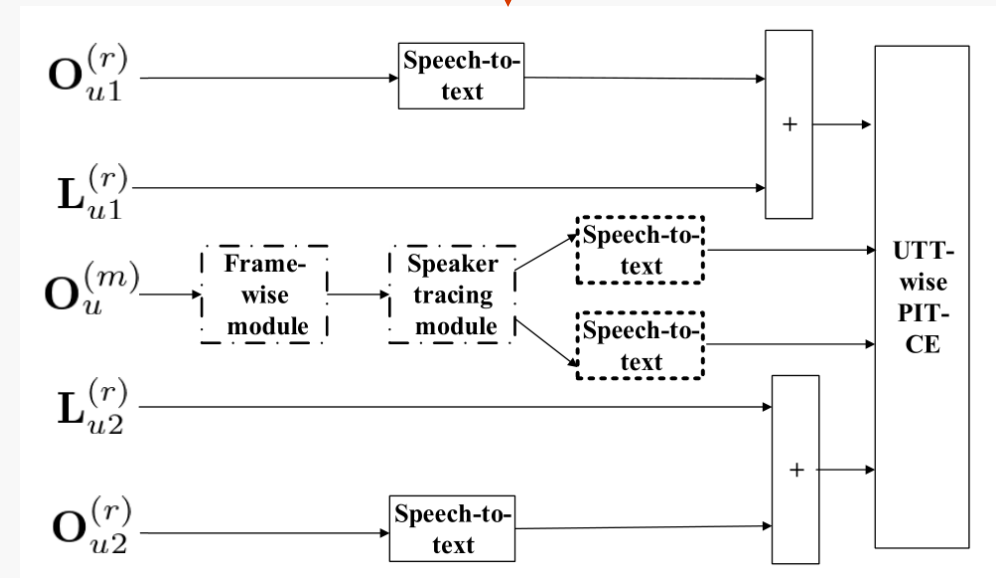 O_{u1}^{(r)}
Speech-to-
text
+
L_{u1}^{(r)}
O_{u}^{(m)}
Frame-
wise
module
Speaker
tracing
module
Speech-to-
text
Speech-to-
text
UTT-
wise
PIT-
CE
L_{u2}^{(r)}
+
O_{u2}^{(r)}
Speech-to-
text